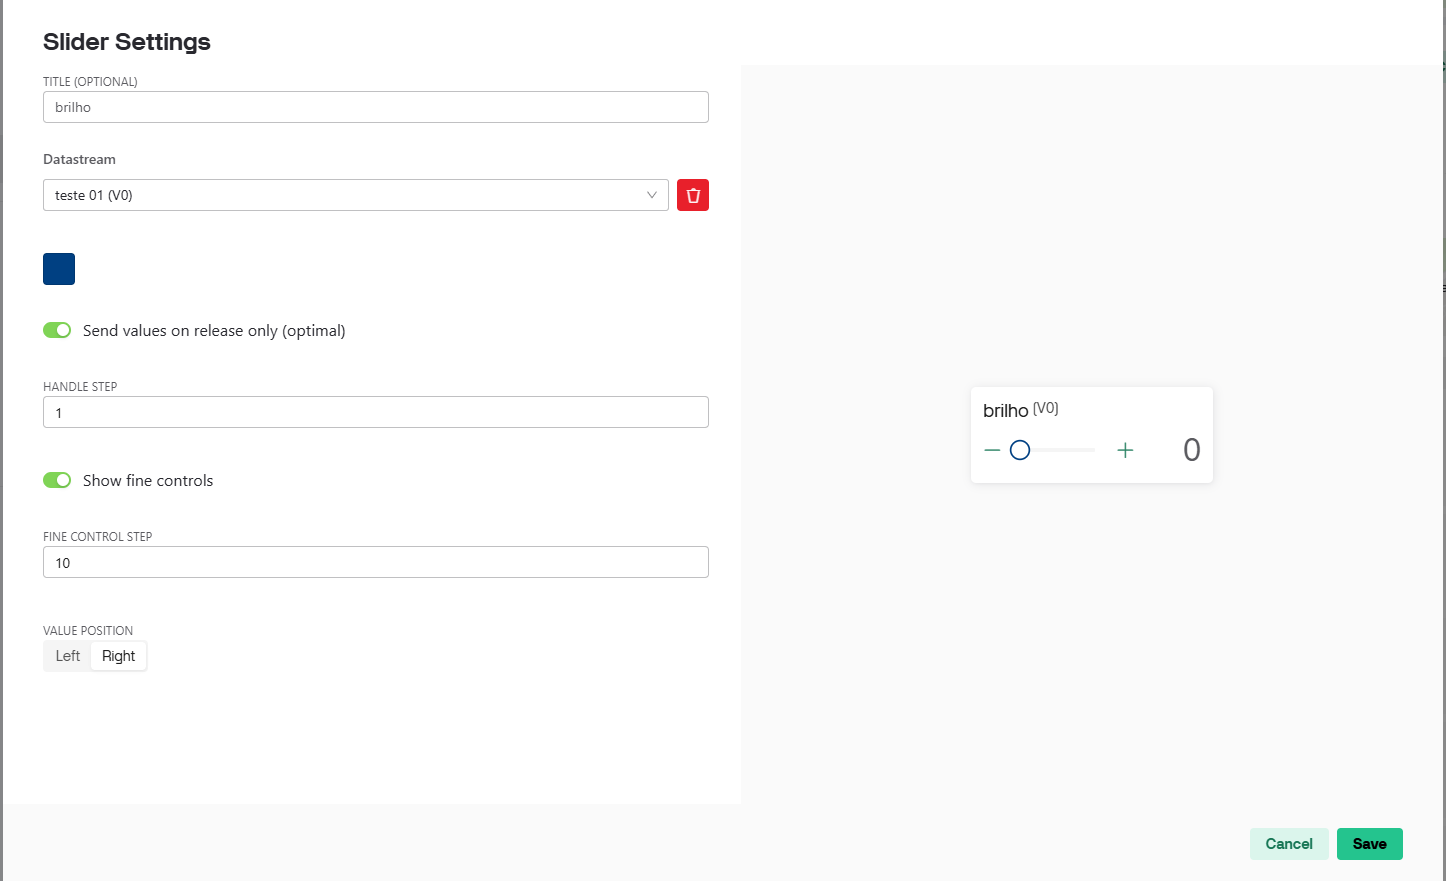 Slider Settings
TITLE (OPTIONAL)
brilho
Datastream
teste 01 (V0)
Send values on release only (optimal)
HANDLE STEP
1
Show fine controls
FINE CONTROL STEP
10
VALUE POSITION
Left Right
brilho (V0)
0
Cancel Save